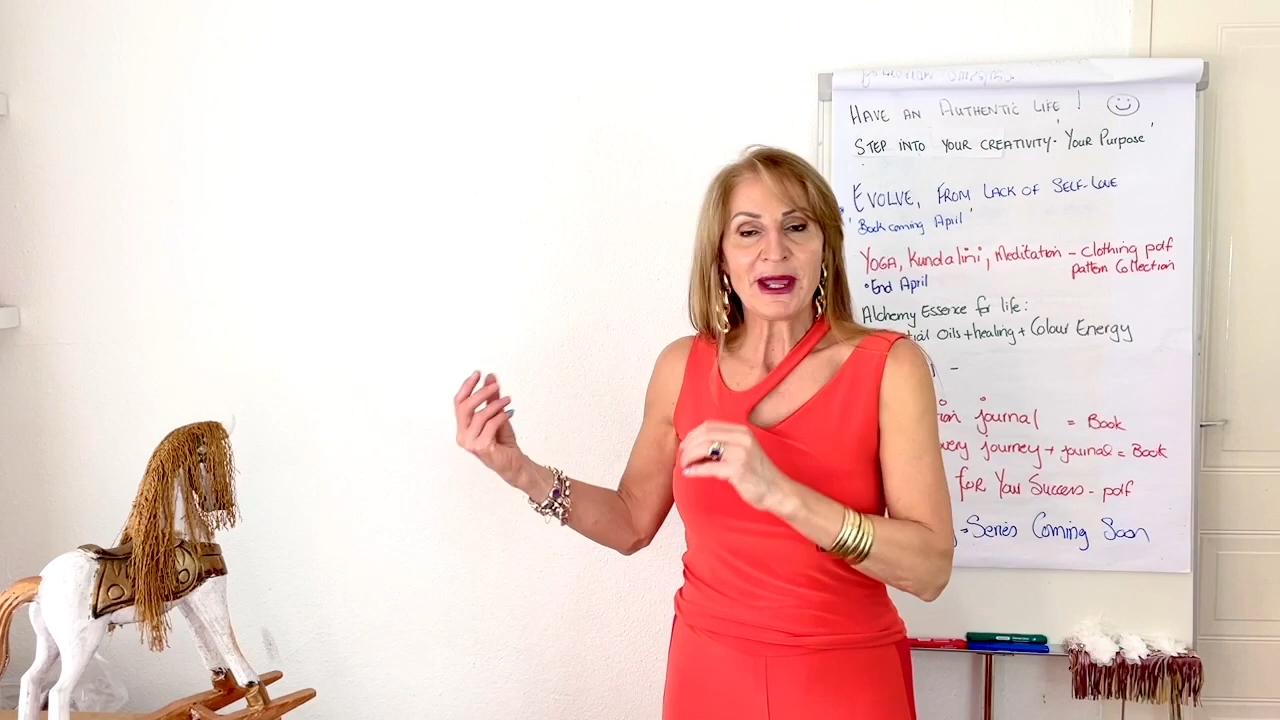 HAVE AN AUTHENTIC LIFE !
STEP INTO YOUR CREATIVITY. 'Your Purpose'
EVOLVE, FROM LACK OF SELF-LOVE
'Book coming April'
YOGA, Kundalini, Meditation - clothing pdf
pattern Collection
•End April
Alchemy Essence for life:
tial Oils + healing + Colour Energy
journal = Book
journey + journal = Book
FOR Your Success - pdf
Series Coming Soon